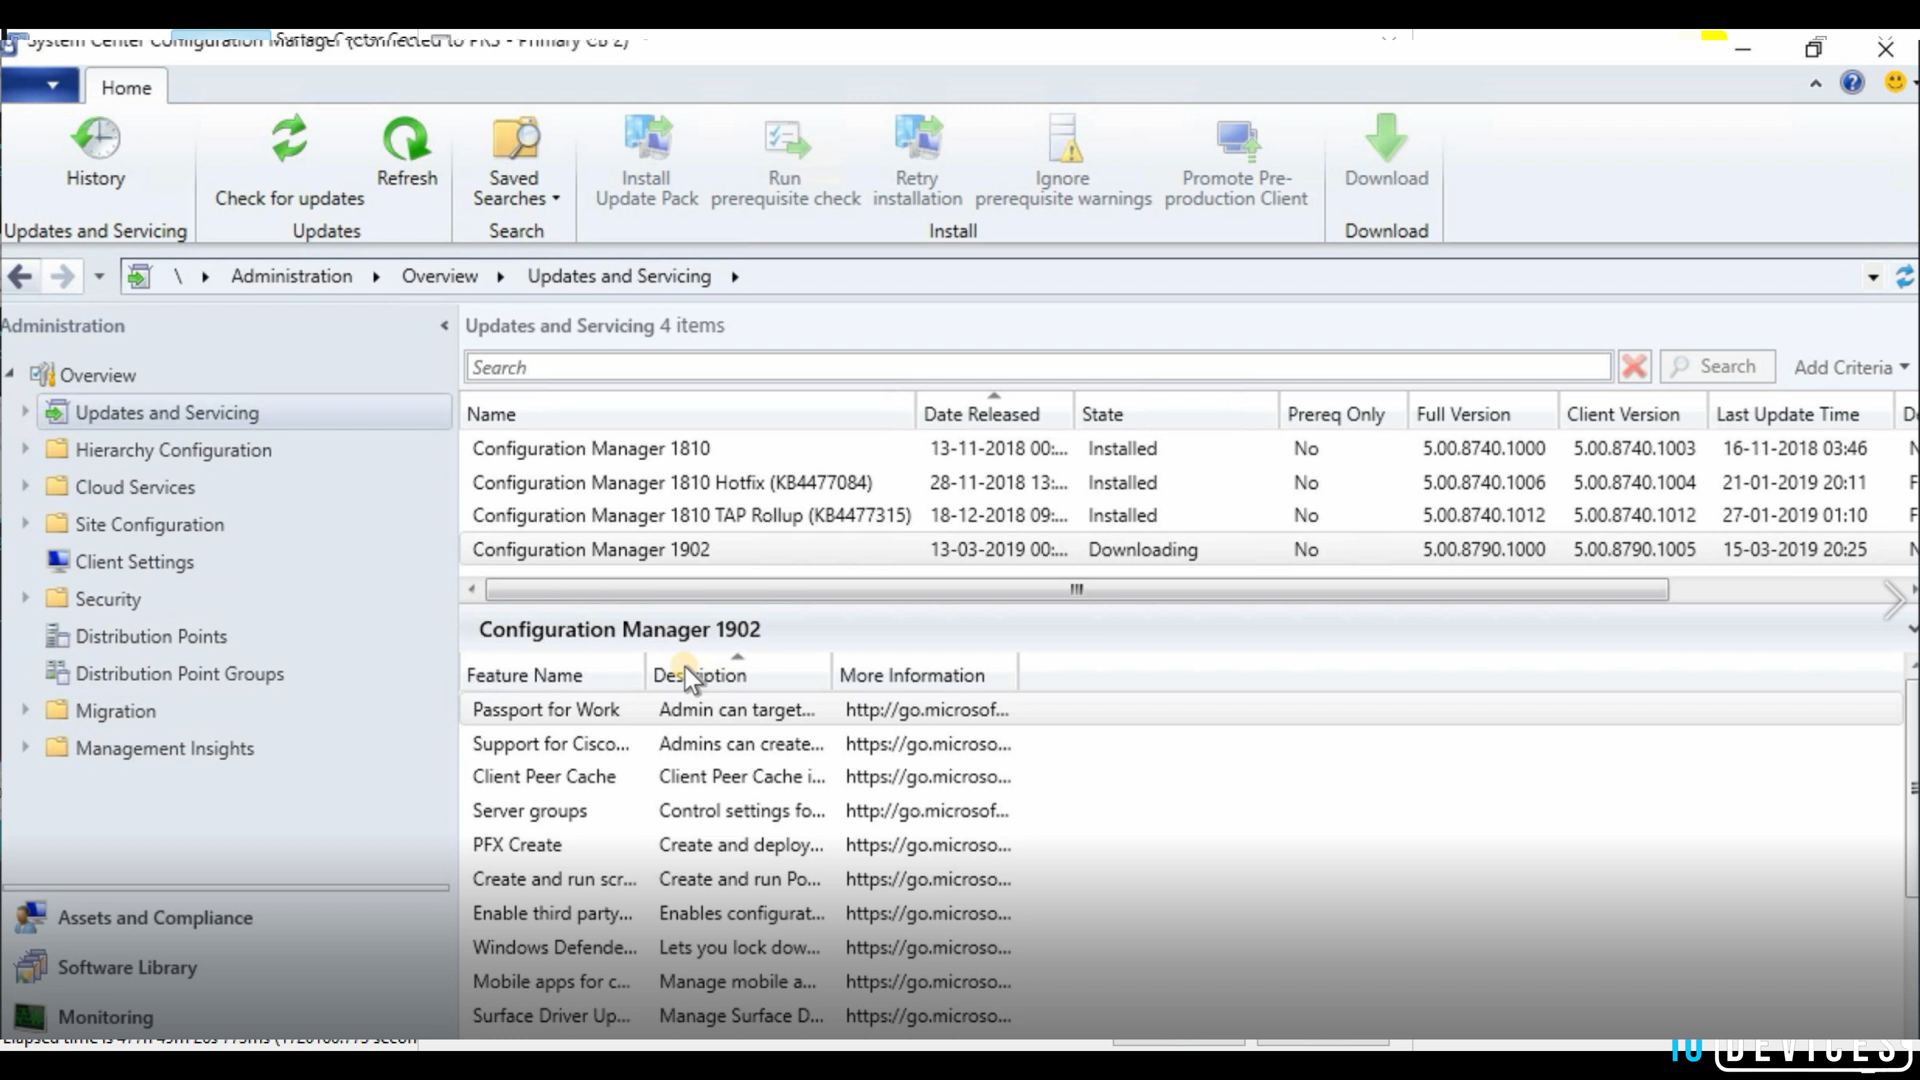 System Center Configuration Manager (Connected to PRS - Primary CB 2)
Home
History
Check for updates
Refresh
Saved Searches
Install Update Pack
Run prerequisite check
Retry installation
Ignore prerequisite warnings
Promote Pre-production Client
Download
Updates and Servicing
Updates
Search
Install
Download
\ Administration Overview Updates and Servicing
Administration
Overview
Updates and Servicing
Hierarchy Configuration
Cloud Services
Site Configuration
Client Settings
Security
Distribution Points
Distribution Point Groups
Migration
Management Insights
Assets and Compliance
Software Library
Monitoring
Updates and Servicing 4 items
Search Search Add Criteria
Name Date Released State Prereq Only Full Version Client Version Last Update Time
Configuration Manager 1810 13-11-2018 00:... Installed No 5.00.8740.1000 5.00.8740.1003 16-11-2018 03:46
Configuration Manager 1810 Hotfix (KB4477084) 28-11-2018 13:... Installed No 5.00.8740.1006 5.00.8740.1004 21-01-2019 20:11
Configuration Manager 1810 TAP Rollup (KB4477315) 18-12-2018 09:... Installed No 5.00.8740.1012 5.00.8740.1012 27-01-2019 01:10
Configuration Manager 1902 13-03-2019 00:... Downloading No 5.00.8790.1000 5.00.8790.1005 15-03-2019 20:25
Configuration Manager 1902
Feature Name Description More Information
Passport for Work Admin can target... http://go.microsof...
Support for Cisco... Admins can create... https://go.microso...
Client Peer Cache Client Peer Cache i... https://go.microso...
Server groups Control settings fo... http://go.microsof...
PFX Create Create and deploy... https://go.microso...
Create and run scr... Create and run Po... https://go.microso...
Enable third party... Enables configurat... https://go.microso...
Windows Defende... Lets you lock dow... https://go.microso...
Mobile apps for c... Manage mobile a... https://go.microso...
Surface Driver Up... Manage Surface D... https://go.microso...
DEVICES